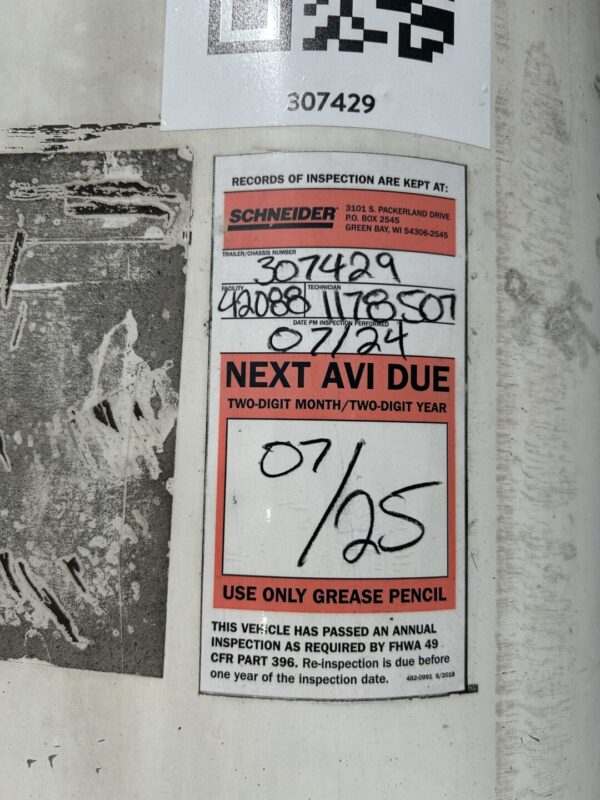 307429
RECORDS OF INSPECTION ARE KEPT AT:
SCHNEIDER
3101 S. PACKERLAND DRIVE
P.O. BOX 2545
GREEN BAY, WI 54306-2545
TRAILER/CHASSIS NUMBER
307429
FACILITY TECHNICIAN
42088 1178507
DATE PM INSPECTION PERFORMED
07/24
NEXT AVI DUE
TWO-DIGIT MONTH/TWO-DIGIT YEAR
07/25
USE ONLY GREASE PENCIL
THIS VEHICLE HAS PASSED AN ANNUAL
INSPECTION AS REQUIRED BY FHWA 49
CFR PART 396. Re-inspection is due before
one year of the inspection date. 482-0991 6/2018